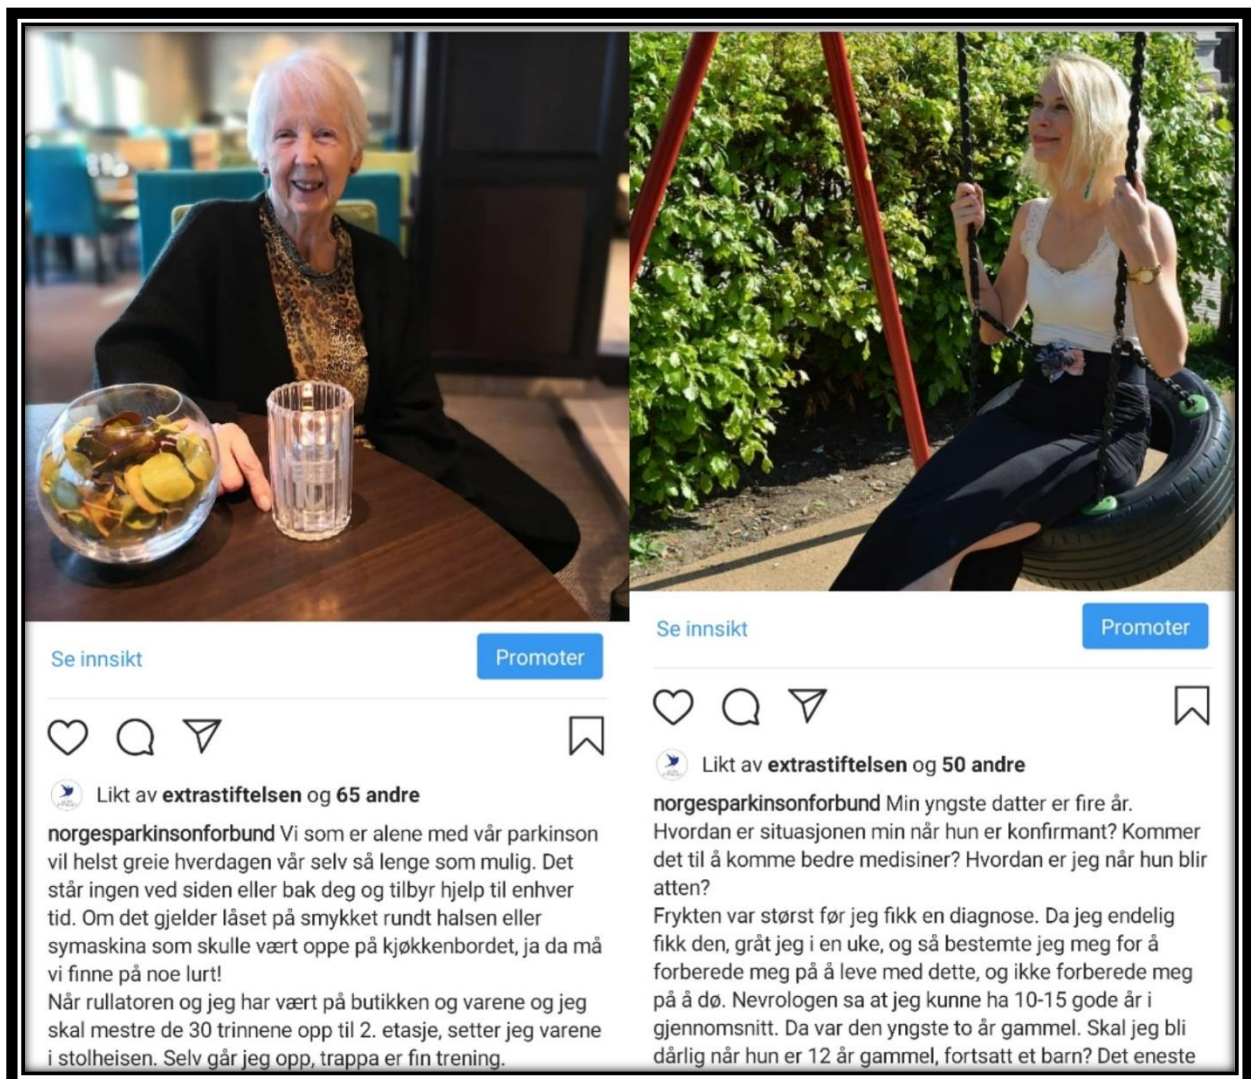 Se innsikt
Promoter
Likt av extrastiftelsen og 65 andre
norgesparkinsonforbund Vi som er alene med vår parkinson
vil helst greie hverdagen vår selv så lenge som mulig. Det
står ingen ved siden eller bak deg og tilbyr hjelp til enhver
tid. Om det gjelder låset på smykket rundt halsen eller
symaskina som skulle vært oppe på kjøkkenbordet, ja da må
vi finne på noe lurt!
Når rullatoren og jeg har vært på butikken og varene og jeg
skal mestre de 30 trinnene opp til 2. etasje, setter jeg varene
i stolheisen. Selv går jeg opp, trappa er fin trening.
Se innsikt
Promoter
Likt av extrastiftelsen og 50 andre
norgesparkinsonforbund Min yngste datter er fire år.
Hvordan er situasjonen min når hun er konfirmant? Kommer
det til å komme bedre medisiner? Hvordan er jeg når hun blir
atten?
Frykten var størst før jeg fikk en diagnose. Da jeg endelig
fikk den, gråt jeg i en uke, og så bestemte jeg meg for å
forberede meg på å leve med dette, og ikke forberede meg
på å dø. Nevrologen sa at jeg kunne ha 10-15 gode år i
gjennomsnitt. Da var den yngste to år gammel. Skal jeg bli
dårlig når hun er 12 år gammel, fortsatt et barn? Det eneste